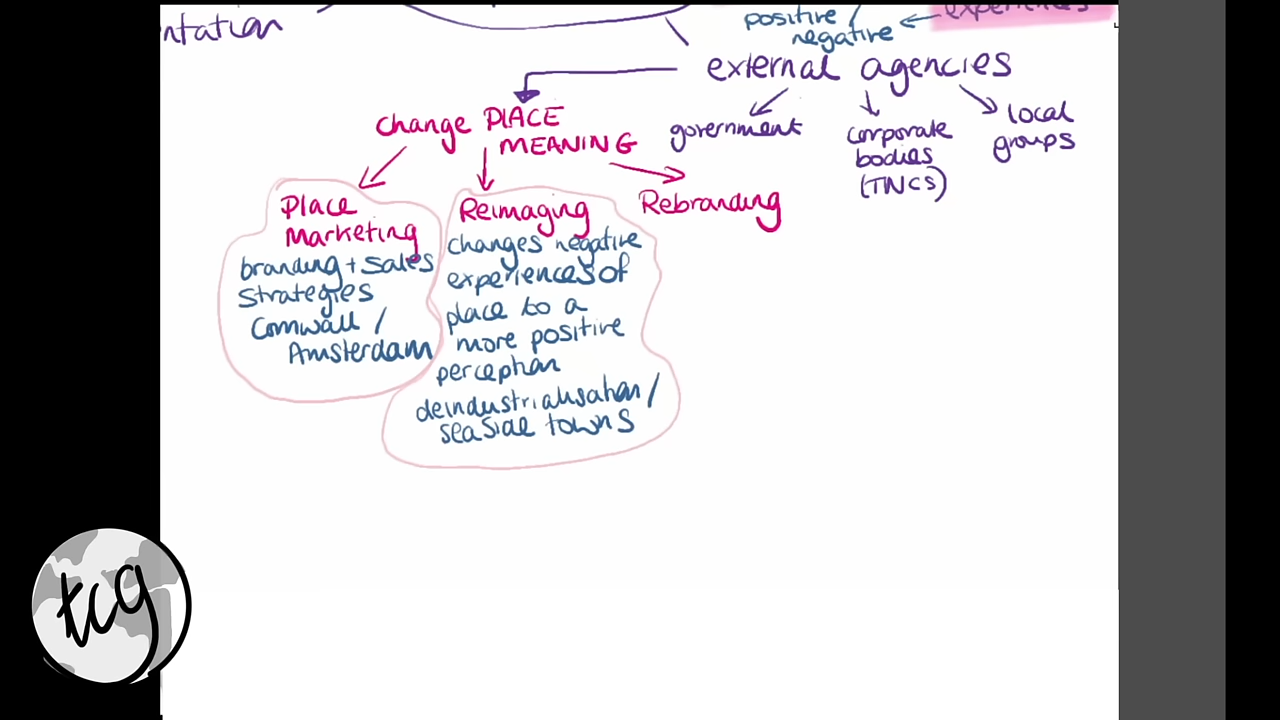 ntation
positive /
negative
experiences
external agencies
government
corporate
bodies
(TNCS)
local
groups
change PLACE
MEANING
Place
Marketing
branding + sales
strategies
Cornwall /
Amsterdam
Reimaging
changes negative
experiences of
place to a
more positive
perception
deindustrialisation /
seaside towns
Rebranding
tcg